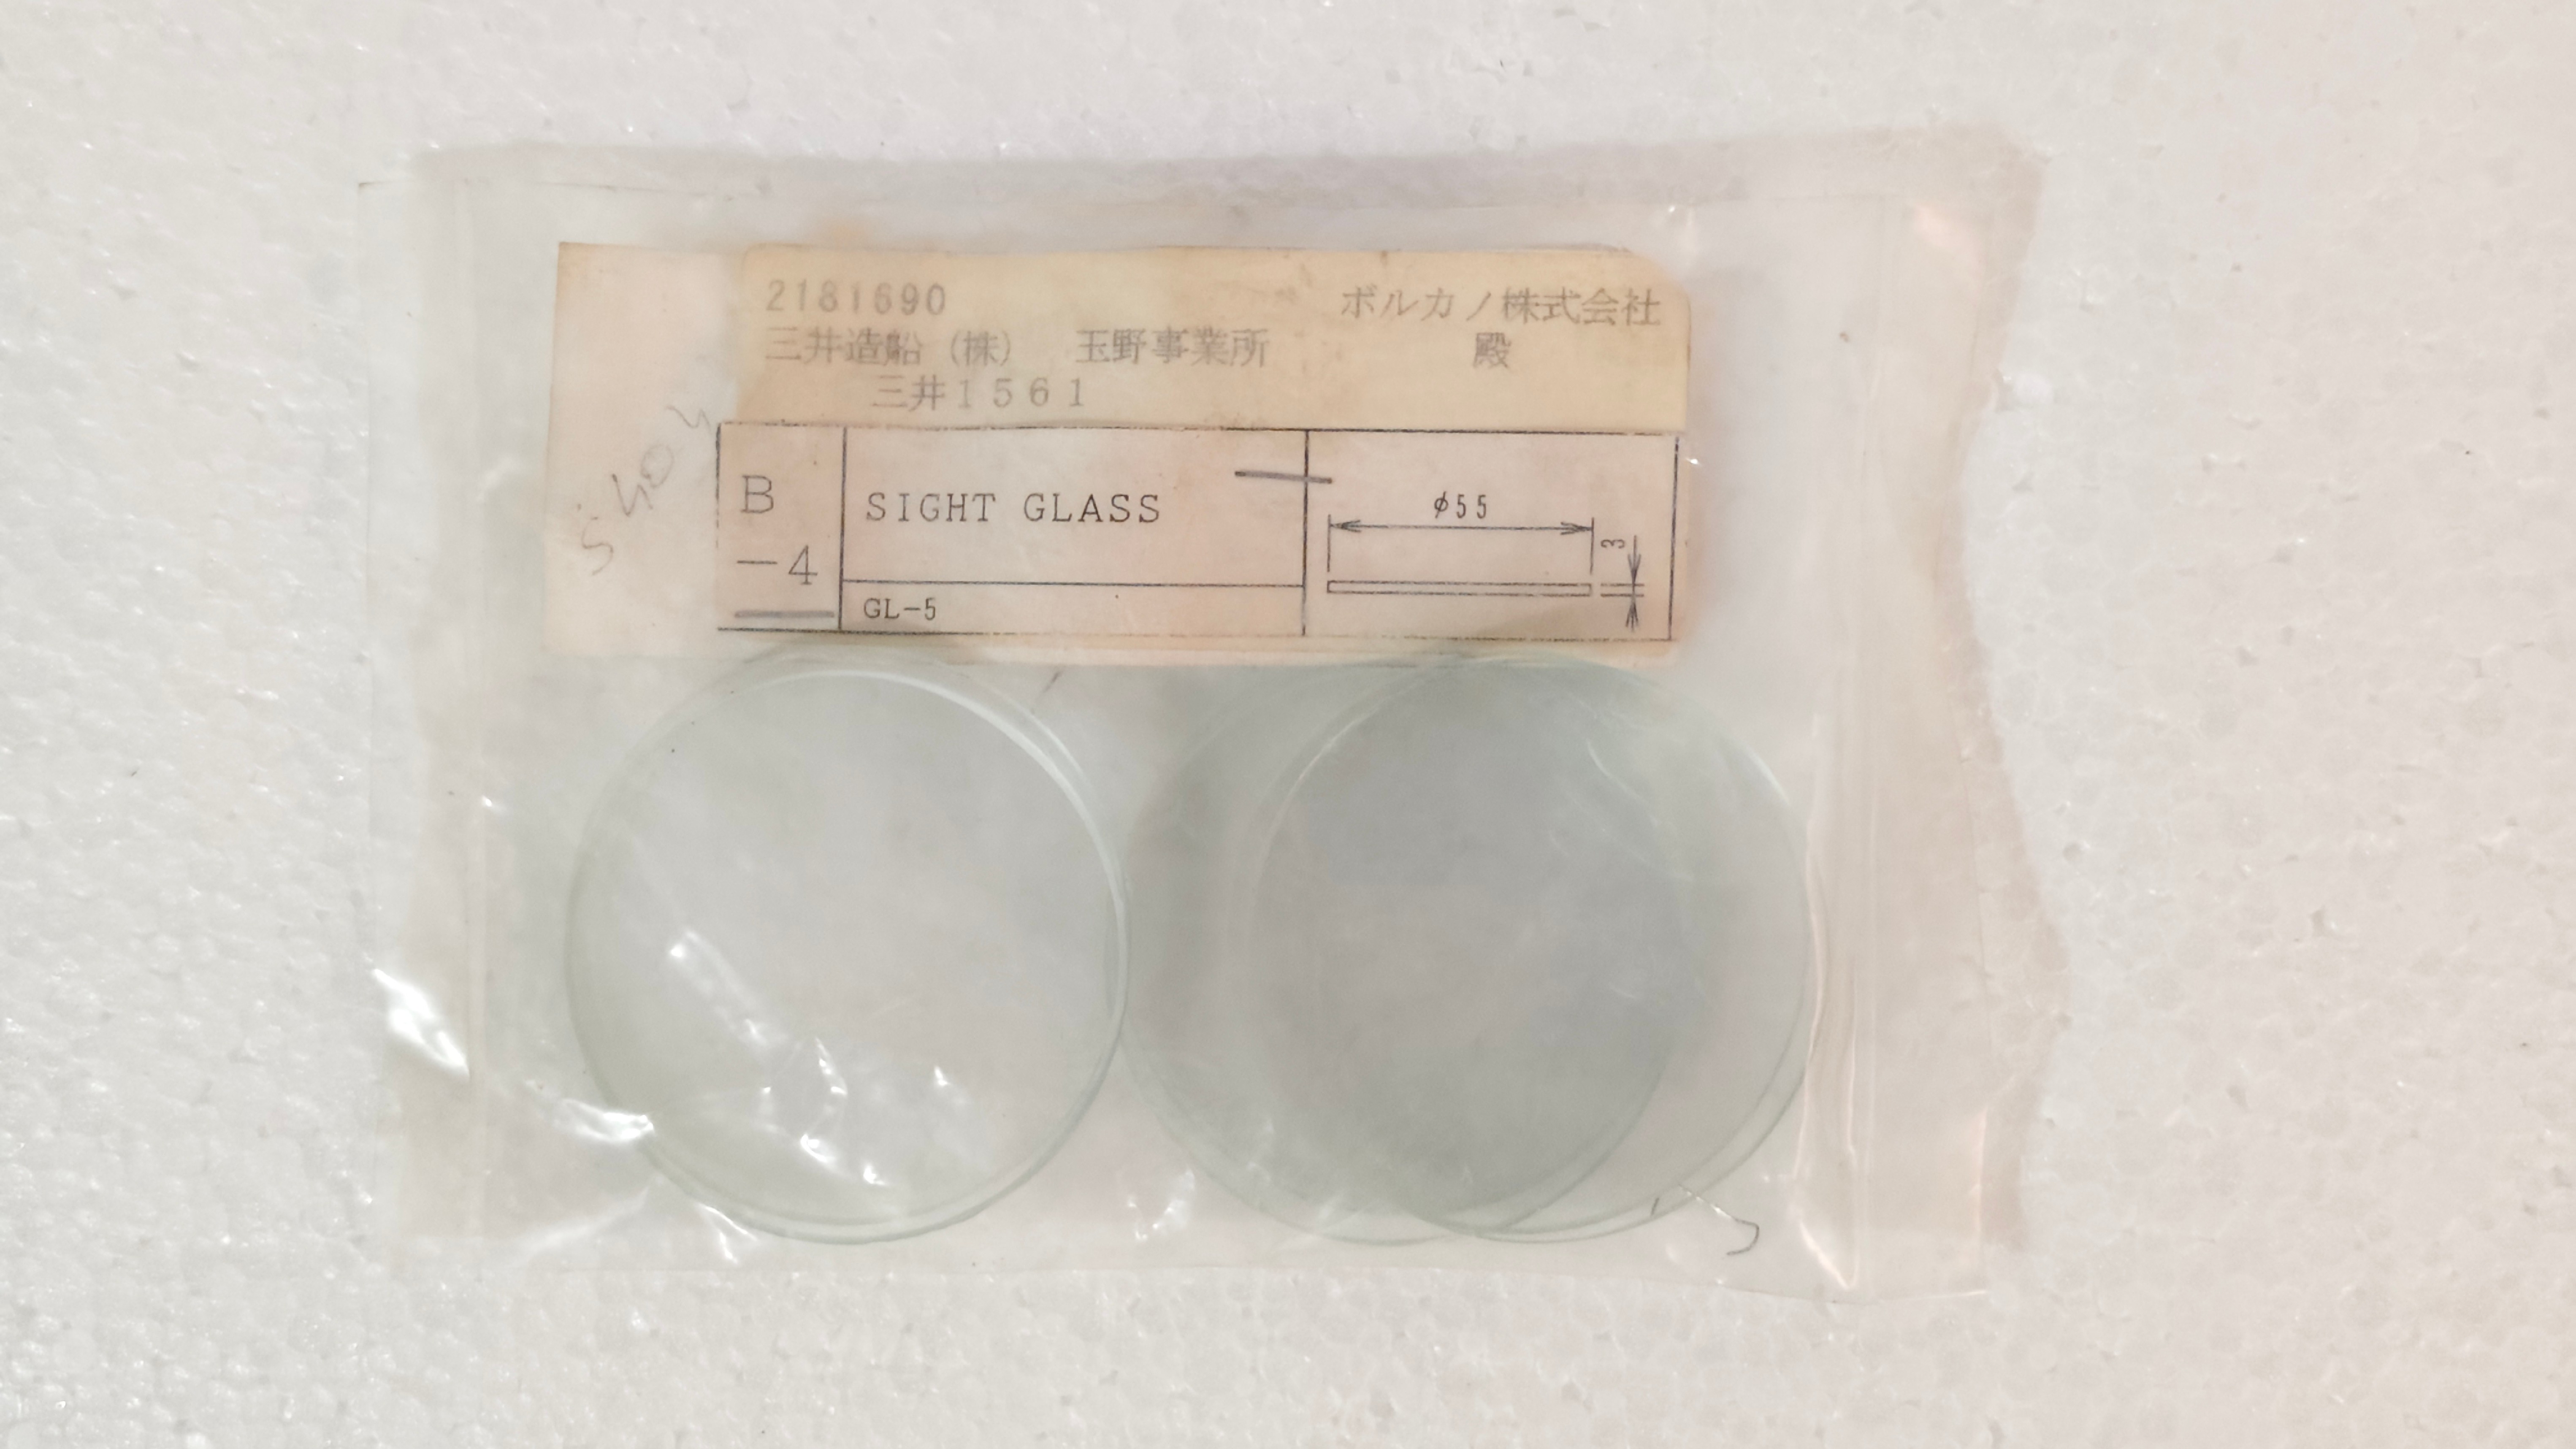 2181690 ボルカノ株式会社
三井造船（株） 玉野事業所 殿
三井１５６１
B
-4
SIGHT GLASS
GL-5
φ55
3